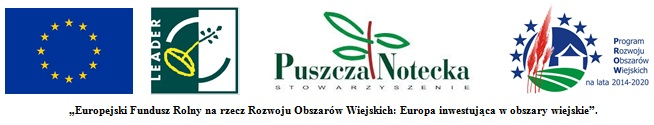 LEADER
Puszcza Notecka
STOWARZYSZENIE
PROW
Program
Rozwoju
Obszarów
Wiejskich
na lata 2014-2020
„Europejski Fundusz Rolny na rzecz Rozwoju Obszarów Wiejskich: Europa inwestująca w obszary wiejskie”.